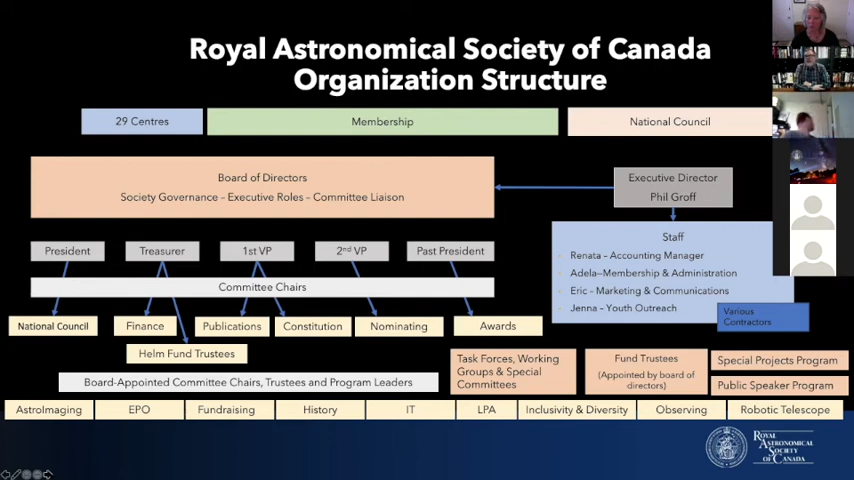 Royal Astronomical Society of Canada
Organization Structure
29 Centres
Membership
National Council
Board of Directors
Society Governance – Executive Roles – Committee Liaison
Executive Director
Phil Groff
Staff
Renata – Accounting Manager
Adela—Membership & Administration
Eric – Marketing & Communications
Jenna – Youth Outreach
Various
Contractors
President
Treasurer
1st VP
2nd VP
Past President
Committee Chairs
National Council
Finance
Publications
Constitution
Nominating
Awards
Helm Fund Trustees
Board-Appointed Committee Chairs, Trustees and Program Leaders
Task Forces, Working
Groups & Special
Committees
Fund Trustees
(Appointed by board of
directors)
Special Projects Program
Public Speaker Program
AstroImaging
EPO
Fundraising
History
IT
LPA
Inclusivity & Diversity
Observing
Robotic Telescope
Royal
Astronomical
Society
of Canada